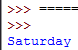 >>> =====
>>>
Saturday